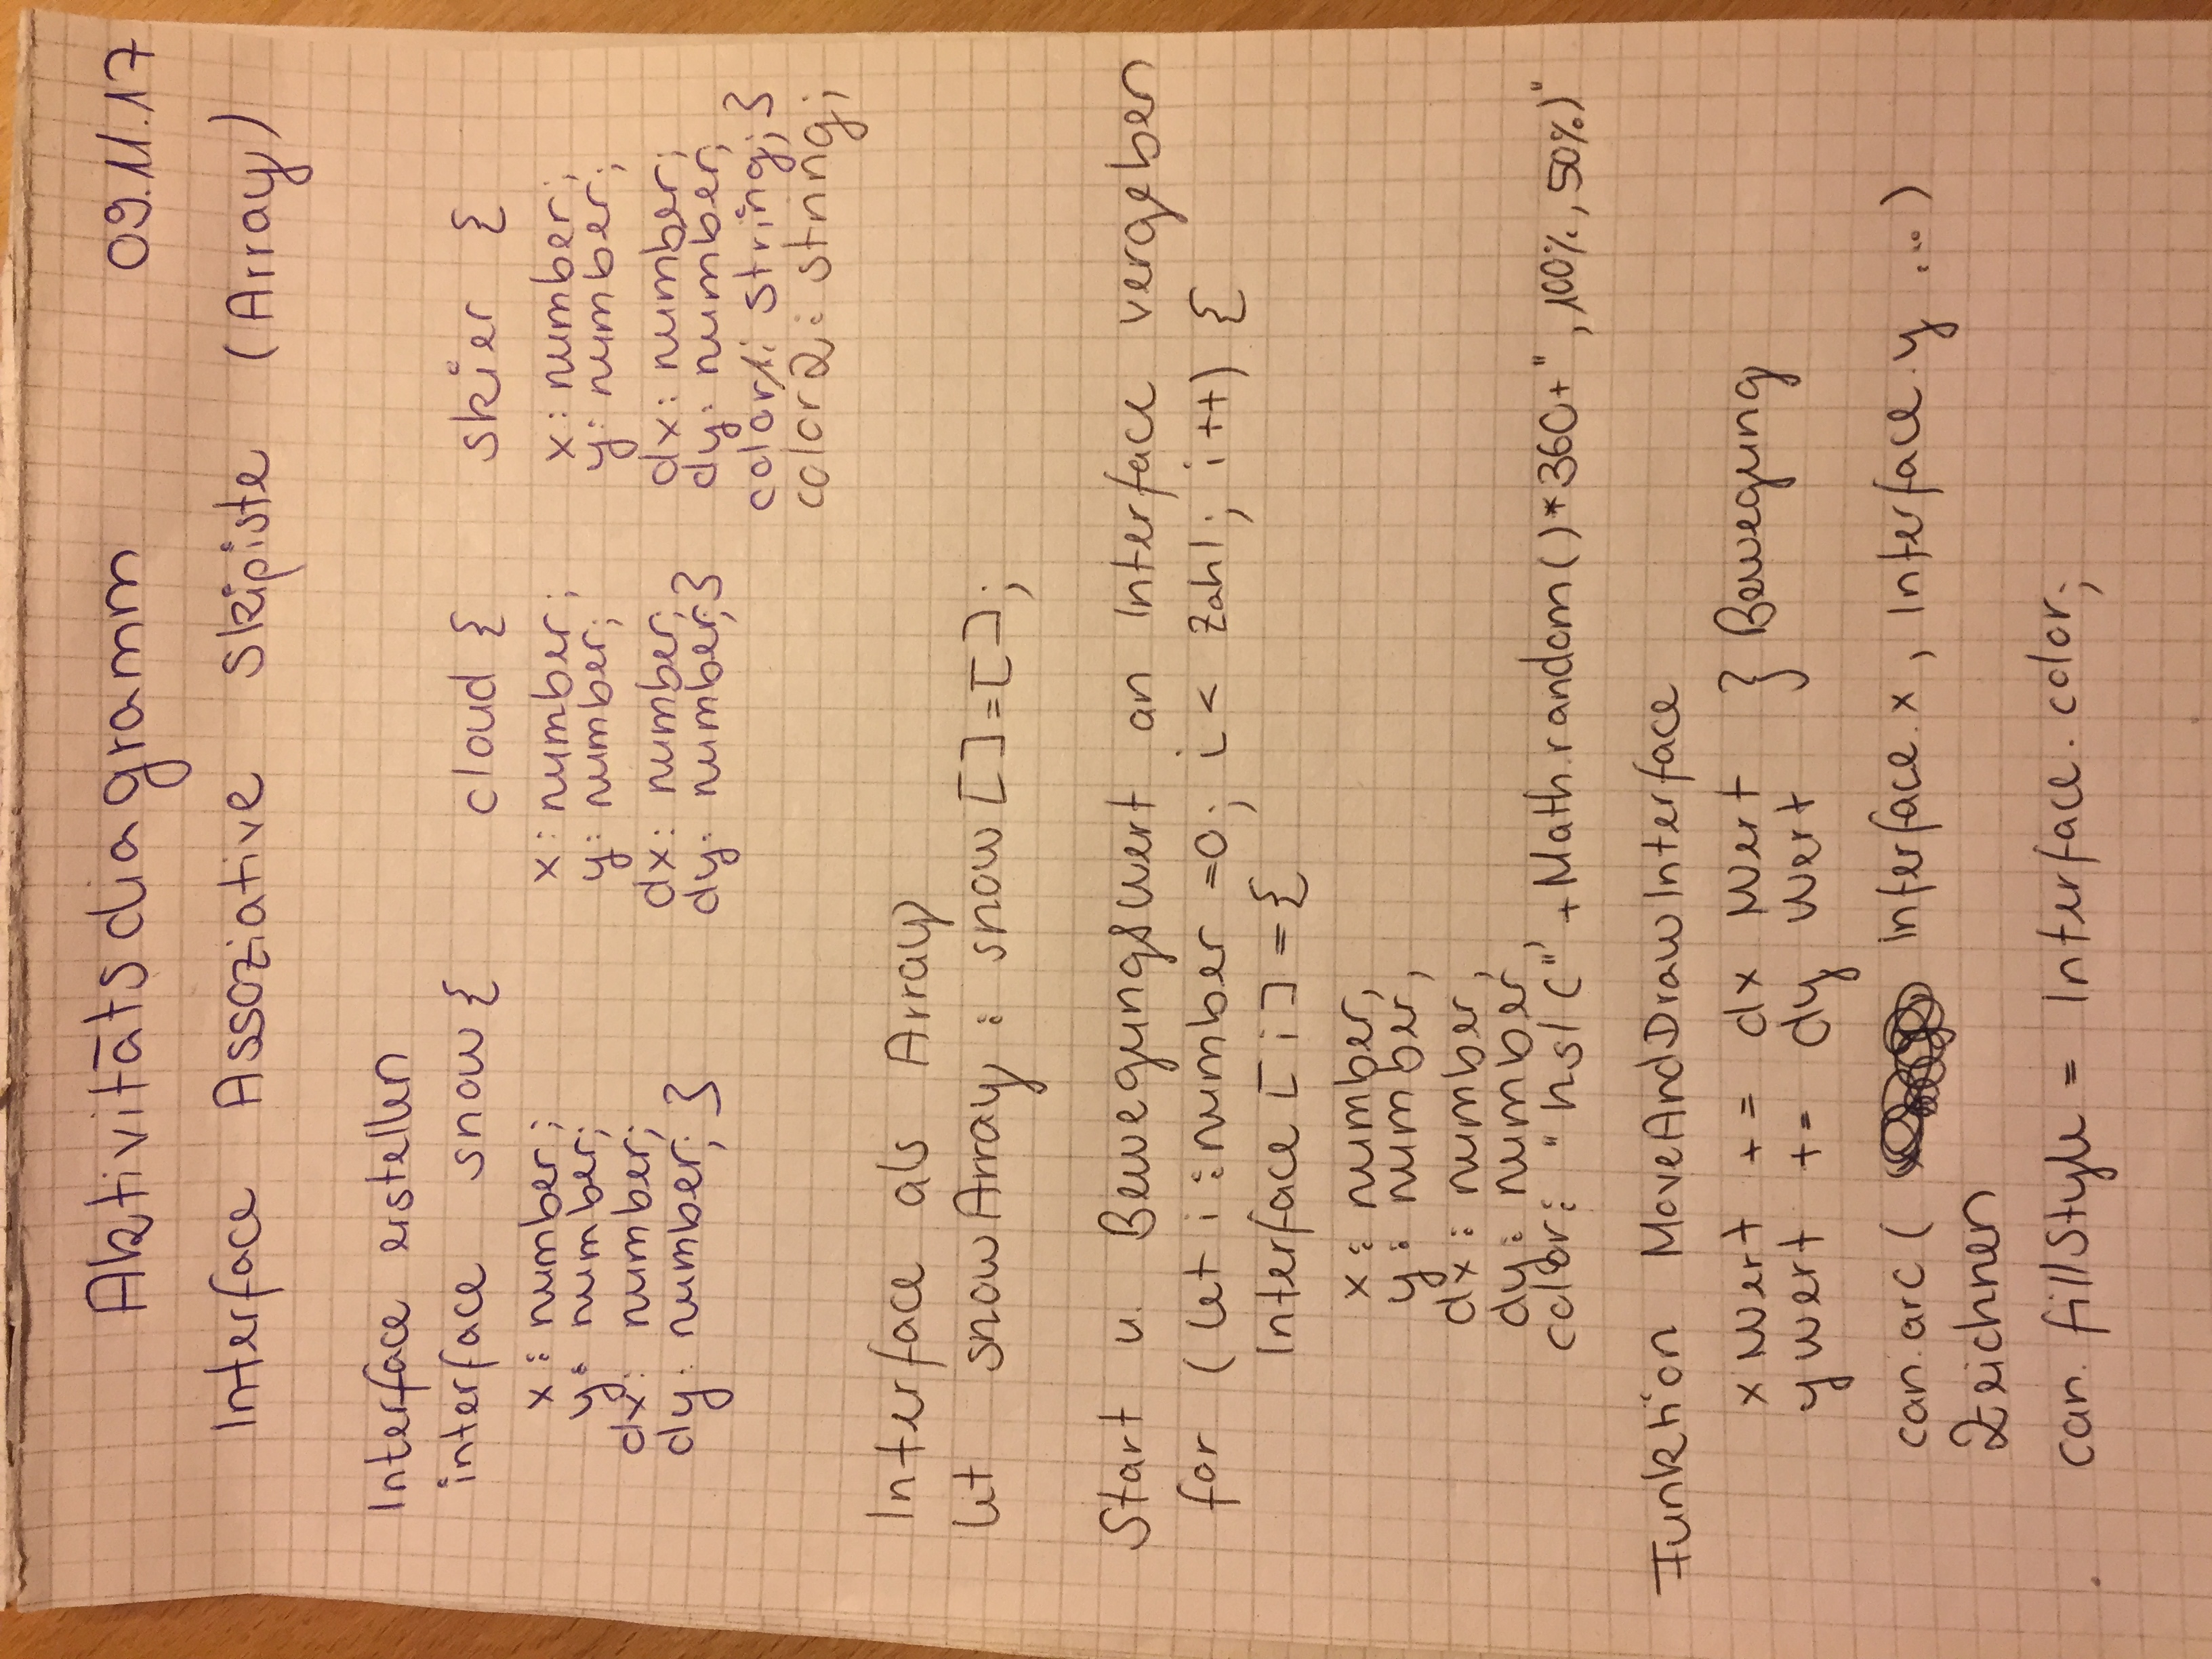 Aktivitätsdiagramm 09.11.17
Interface Assoziative Skipiste (Array)
Interface erstellen
interface snow { cloud { skier {
x: number; x: number; x: number;
y: number; y: number; y: number;
dx: number; dx: number; dx: number;
dy: number; } dy: number; } dy: number;
color1: string; }
color2: string;
Interface als Array
let snowArray : snow [] = [];
Start u. Bewegungswert an Interface vergeben
for (let i : number = 0; i < Zahl; i++) {
Interface [i] = {
x: number,
y: number,
dx: number,
dy: number,
color: "hsl(" + Math.random() * 360 + ", 100%, 50%)"
Funktion MoveAndDrawInterface
x Wert += dx Wert } Bewegung
y wert += dy Wert
can.arc ( Interface.x, Interface.y ...)
Zeichnen
can.fillStyle = Interface.color;